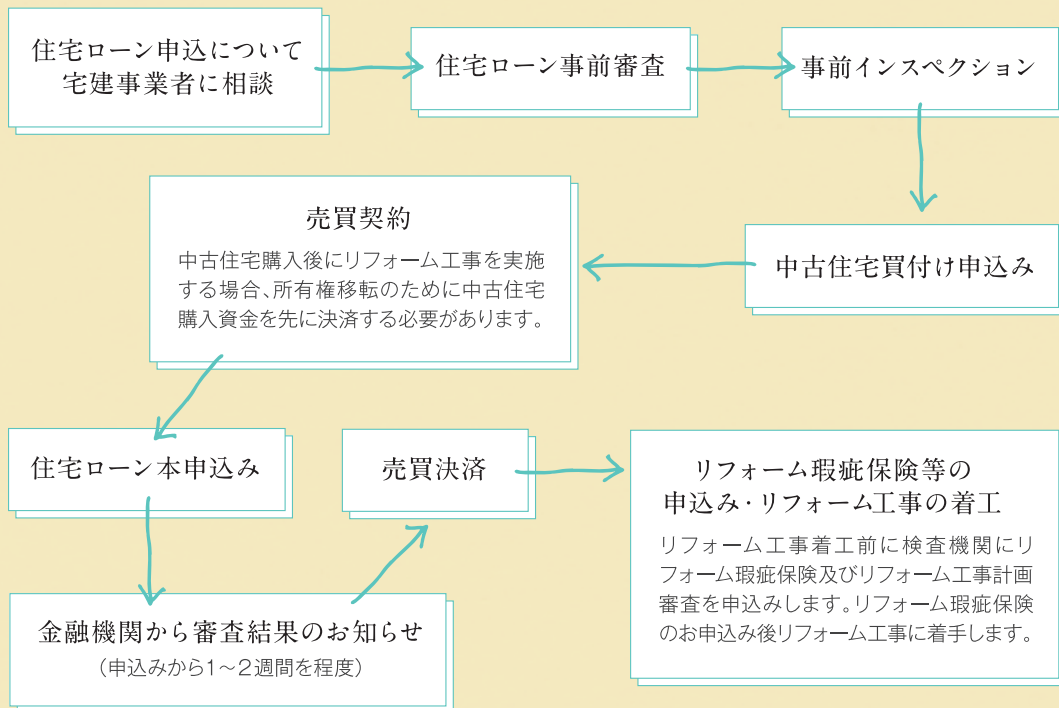 住宅ローン申込について
宅建事業者に相談
住宅ローン事前審査
事前インスペクション
中古住宅買付け申込み
売買契約
中古住宅購入後にリフォーム工事を実施
する場合、所有権移転のために中古住宅
購入資金を先に決済する必要があります。
住宅ローン本申込み
金融機関から審査結果のお知らせ
（申込みから1〜2週間を程度）
売買決済
リフォーム瑕疵保険等の
申込み・リフォーム工事の着工
リフォーム工事着工前に検査機関にリ
フォーム瑕疵保険及びリフォーム工事計画
審査を申込みします。リフォーム瑕疵保険
のお申込み後リフォーム工事に着手します。